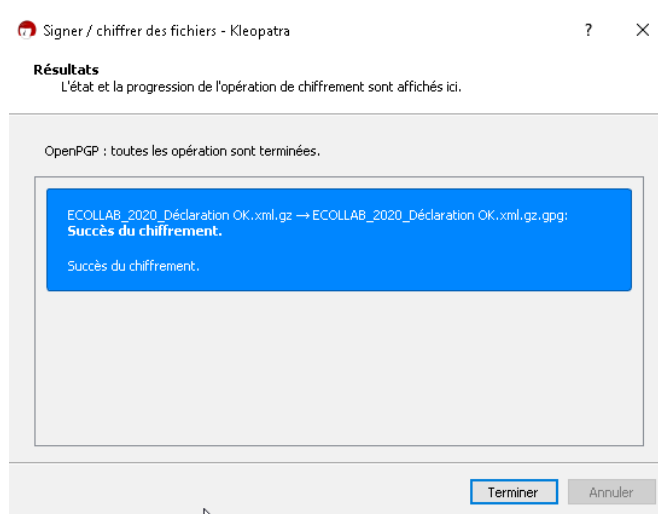 Signer / chiffrer des fichiers - Kleopatra
?
Résultats
L'état et la progression de l'opération de chiffrement sont affichés ici.
OpenPGP : toutes les opération sont terminées.
ECOLLAB_2020_Déclaration OK.xml.gz → ECOLLAB_2020_Déclaration OK.xml.gz.gpg:
Succès du chiffrement.
Succès du chiffrement.
Terminer
Annuler